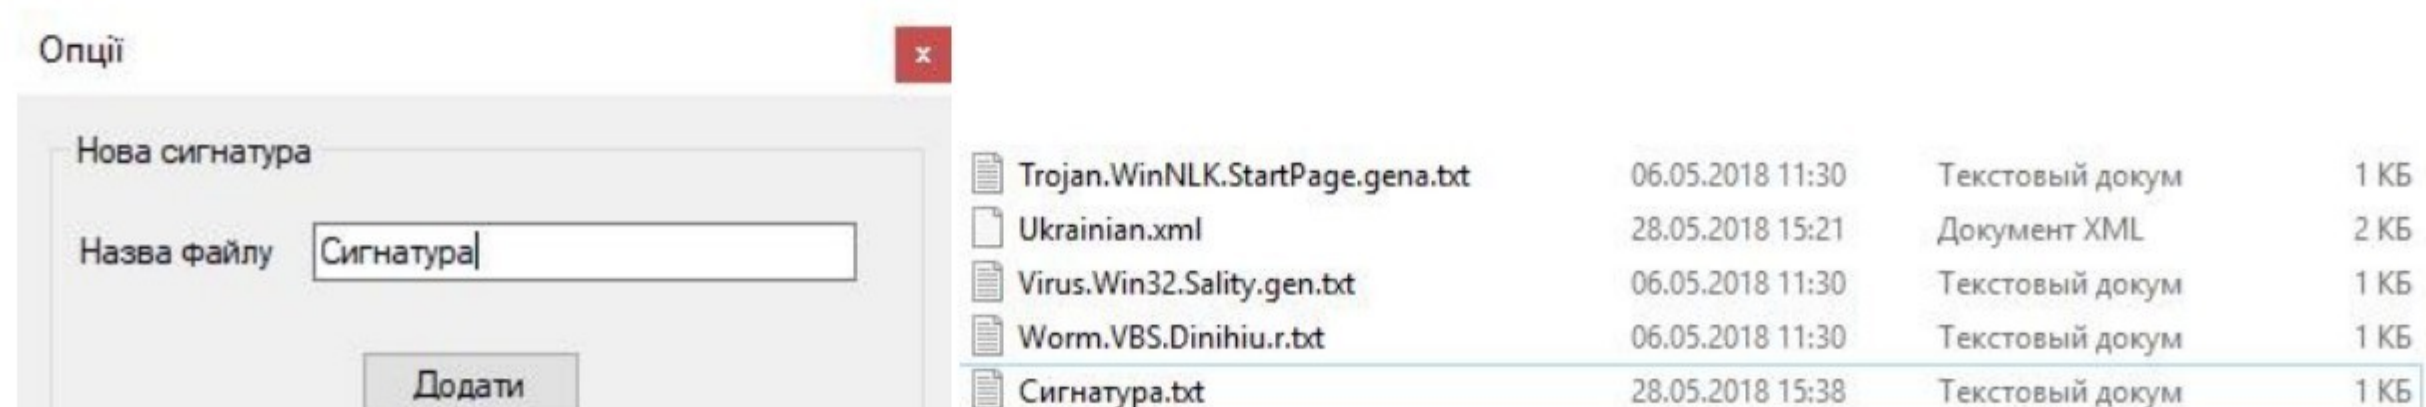 Опції
x
Нова сигнатура
Назва файлу Сигнатура
Додати
Trojan.WinNLK.StartPage.gena.txt 06.05.2018 11:30 Текстовый докум 1 КБ
Ukrainian.xml 28.05.2018 15:21 Документ XML 2 КБ
Virus.Win32.Sality.gen.txt 06.05.2018 11:30 Текстовый докум 1 КБ
Worm.VBS.Dinihiu.r.txt 06.05.2018 11:30 Текстовый докум 1 КБ
Сигнатура.txt 28.05.2018 15:38 Текстовый докум 1 КБ